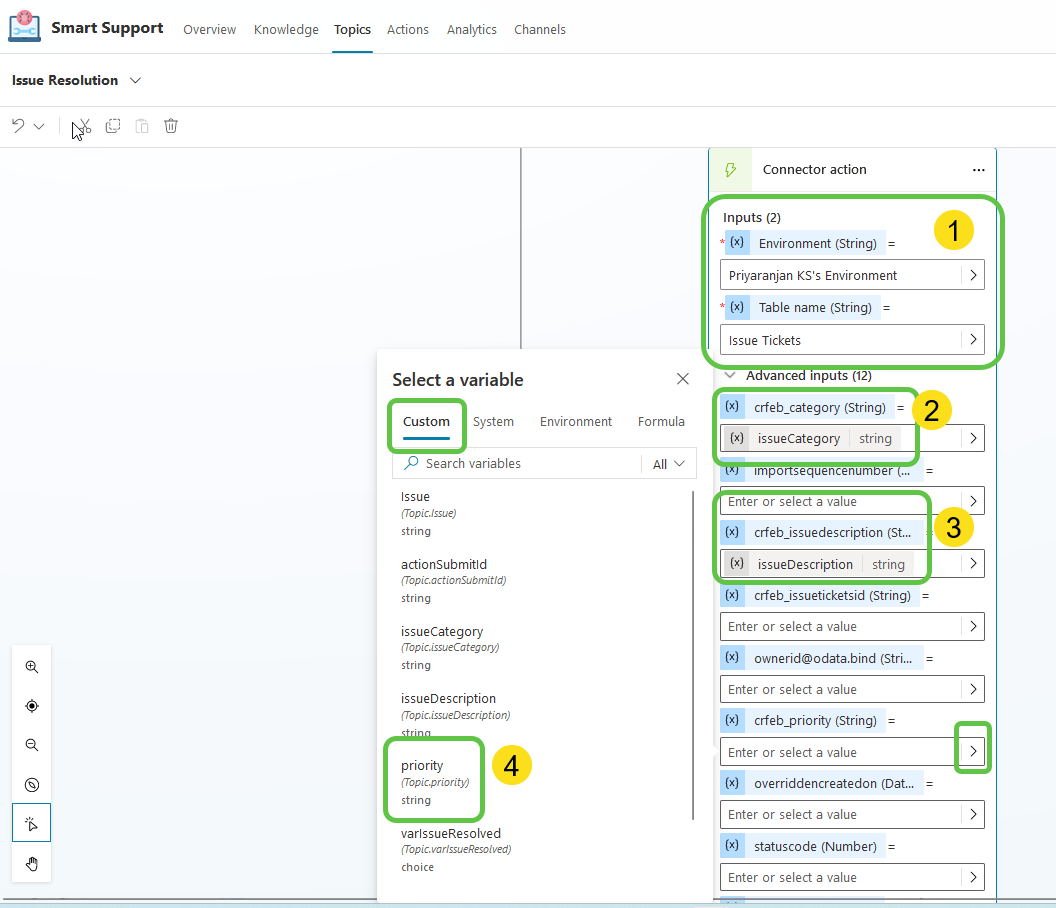 Smart Support Overview Knowledge Topics Actions Analytics Channels
Issue Resolution
Connector action ...
Inputs (2)
1
* (x) Environment (String) =
Priyaranjan KS's Environment
* (x) Table name (String) =
Issue Tickets
Advanced inputs (12)
(x) crfeb_category (String) =
2
(x) issueCategory string
(x) importsequencenumber (... =
Enter or select a value
(x) crfeb_issuedescription (St... =
3
(x) issueDescription string
(x) crfeb_issueticketsid (String) =
Enter or select a value
(x) ownerid@odata.bind (Stri... =
Enter or select a value
(x) crfeb_priority (String) =
Enter or select a value
(x) overriddencreatedon (Dat... =
Enter or select a value
(x) statuscode (Number) =
Enter or select a value
Select a variable
Custom System Environment Formula
Search variables All
Issue
(Topic.Issue)
string
actionSubmitId
(Topic.actionSubmitId)
string
issueCategory
(Topic.issueCategory)
string
issueDescription
(Topic.issueDescription)
string
priority
(Topic.priority)
string
4
varIssueResolved
(Topic.varIssueResolved)
choice